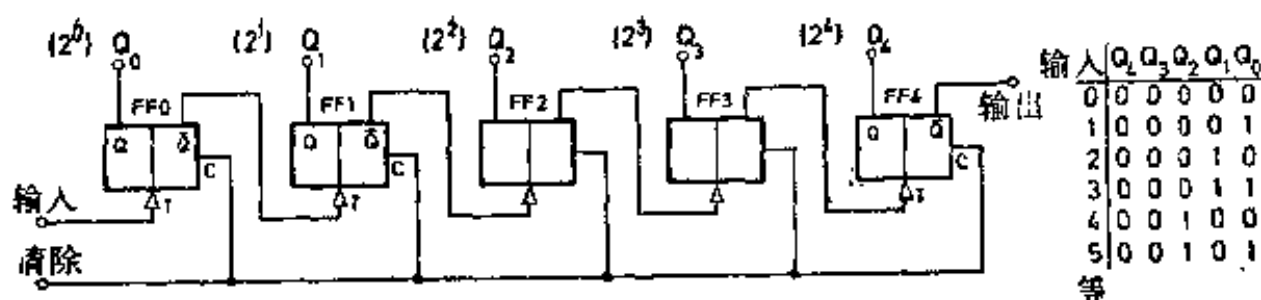 (2⁰) Q₀ (2¹) Q₁ (2²) Q₂ (2³) Q₃ (2⁴) Q₄
FF0 FF1 FF2 FF3 FF4
Q Q̄ C T
Q Q̄ C T
Q Q̄ C T
输入
清除
输出
输入 Q₄ Q₃ Q₂ Q₁ Q₀
0 0 0 0 0 0
1 0 0 0 0 1
2 0 0 0 1 0
3 0 0 0 1 1
4 0 0 1 0 0
5 0 0 1 0 1
等